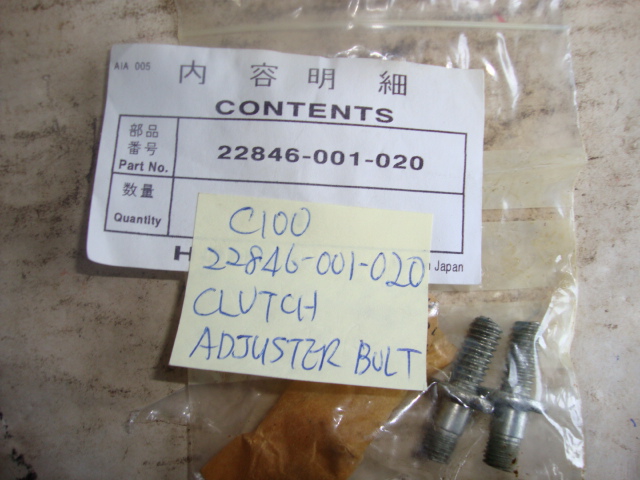 AIA 005
内容明細
CONTENTS
部品
番号
Part No.
22846-001-020
数量
Quantity
H
Japan
C100
22846-001-020
CLUTCH
ADJUSTER BOLT